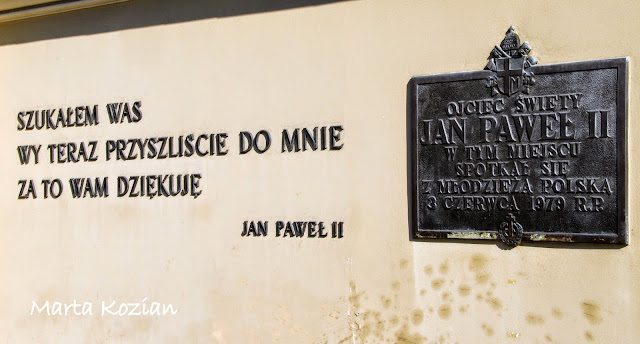 SZUKAŁEM WAS
WY TERAZ PRZYSZLISCIE DO MNIE
ZA TO WAM DZIĘKUJĘ
JAN PAWEŁ II
OJCIEC ŚWIĘTY
JAN PAWEŁ II
W TYM MIEJSCU
SPOTKAŁ SIĘ
Z MŁODZIEŻĄ POLSKĄ
3 CZERWCA 1979 R.P.
Marta Kozian